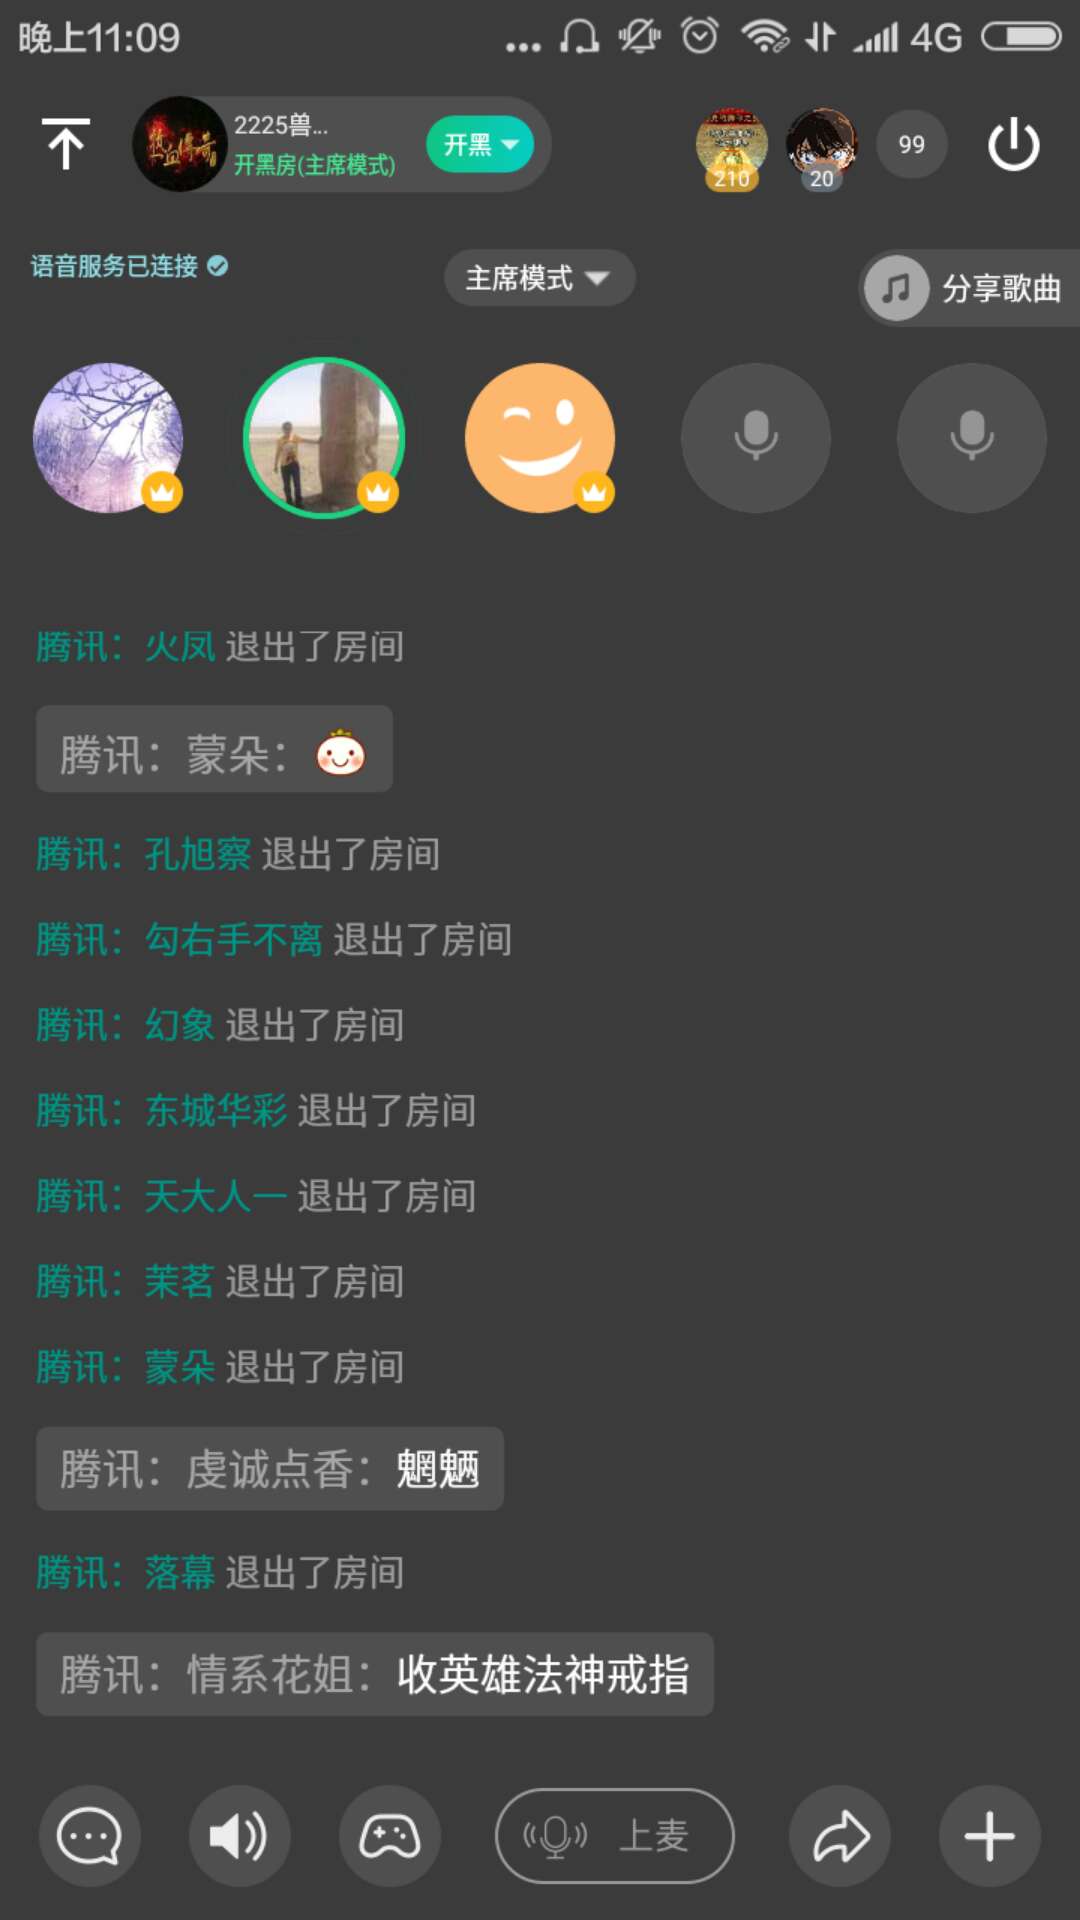 晚上11:09
4G
热血传奇
2225兽...
开黑房(主席模式)
开黑
210
20
99
语音服务已连接
主席模式
分享歌曲
腾讯：火凤 退出了房间
腾讯：蒙朵：
腾讯：孔旭察 退出了房间
腾讯：勾右手不离 退出了房间
腾讯：幻象 退出了房间
腾讯：东城华彩 退出了房间
腾讯：天大人一 退出了房间
腾讯：茉茗 退出了房间
腾讯：蒙朵 退出了房间
腾讯：虔诚点香：魍魉
腾讯：落幕 退出了房间
腾讯：情系花姐：收英雄法神戒指
上麦